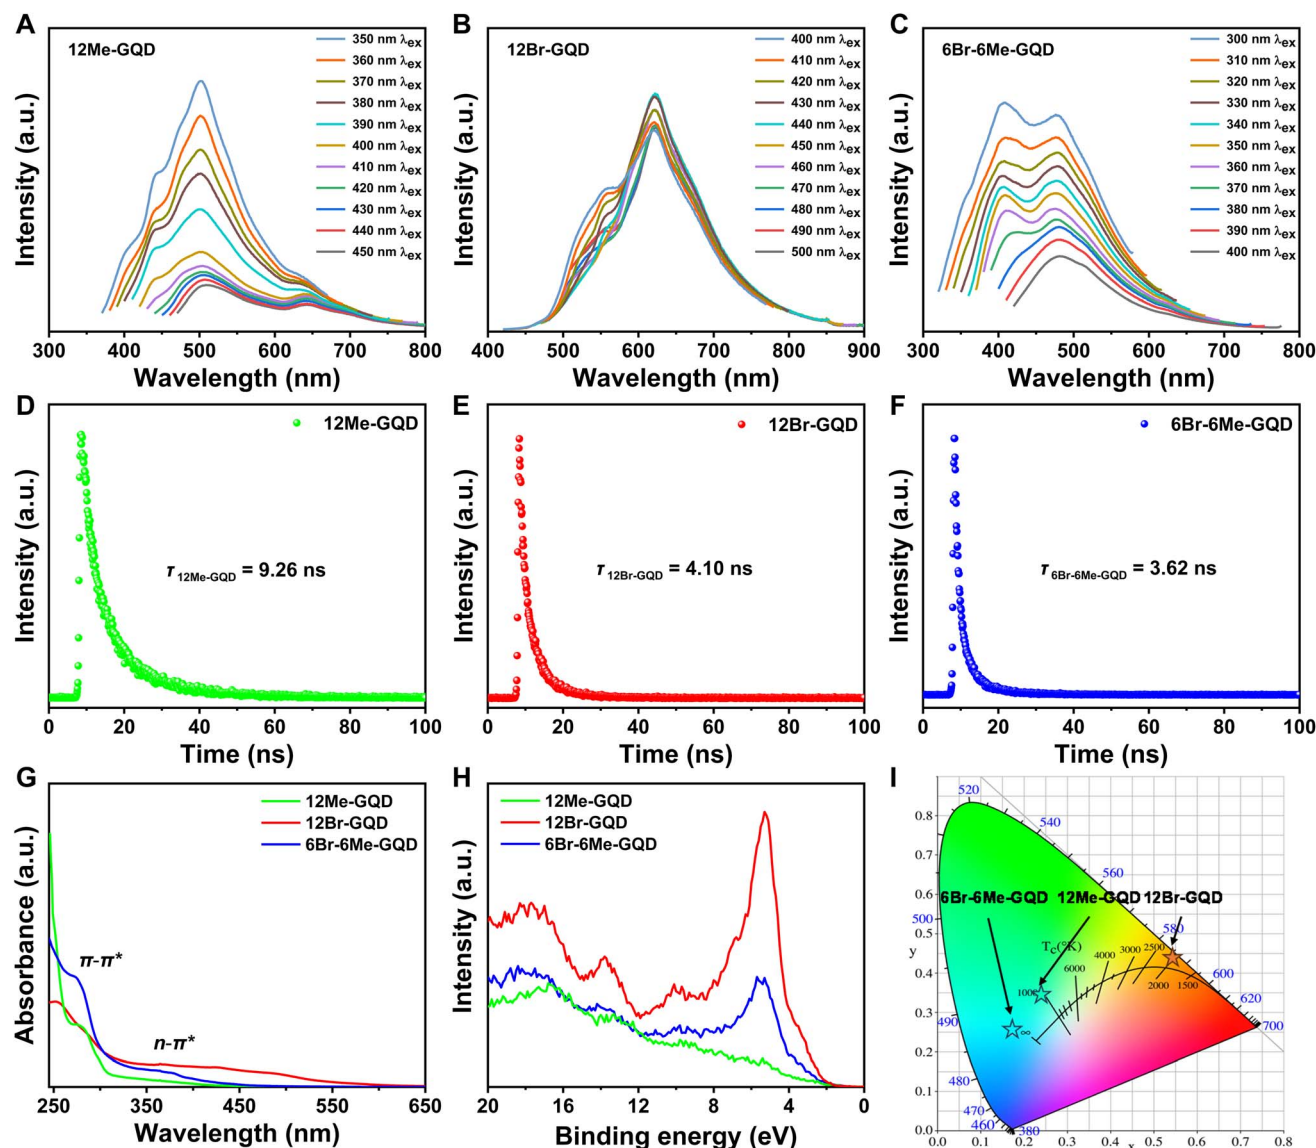 A
12Me-GQD
350 nm λex
360 nm λex
370 nm λex
380 nm λex
390 nm λex
400 nm λex
410 nm λex
420 nm λex
430 nm λex
440 nm λex
450 nm λex
Intensity (a.u.)
300 400 500 600 700 800
Wavelength (nm)
B
12Br-GQD
400 nm λex
410 nm λex
420 nm λex
430 nm λex
440 nm λex
450 nm λex
460 nm λex
470 nm λex
480 nm λex
490 nm λex
500 nm λex
Intensity (a.u.)
400 500 600 700 800 900
Wavelength (nm)
C
6Br-6Me-GQD
300 nm λex
310 nm λex
320 nm λex
330 nm λex
340 nm λex
350 nm λex
360 nm λex
370 nm λex
380 nm λex
390 nm λex
400 nm λex
Intensity (a.u.)
300 400 500 600 700 800
Wavelength (nm)
D
12Me-GQD
τ12Me-GQD = 9.26 ns
Intensity (a.u.)
0 20 40 60 80 100
Time (ns)
E
12Br-GQD
τ12Br-GQD = 4.10 ns
Intensity (a.u.)
0 20 40 60 80 100
Time (ns)
F
6Br-6Me-GQD
τ6Br-6Me-GQD = 3.62 ns
Intensity (a.u.)
0 20 40 60 80 100
Time (ns)
G
12Me-GQD
12Br-GQD
6Br-6Me-GQD
π-π*
n-π*
Absorbance (a.u.)
250 350 450 550 650
Wavelength (nm)
H
12Me-GQD
12Br-GQD
6Br-6Me-GQD
Intensity (a.u.)
20 16 12 8 4 0
Binding energy (eV)
I
520
540
560
6Br-6Me-GQD 12Me-GQD 12Br-GQD
500
580
Tc(°K)
2500
3000
4000
6000
1000
2000
1500
600
620
700
490
∞
480
470
460
380
y
0.8
0.7
0.6
0.5
0.4
0.3
0.2
0.1
0.0
0.0 0.1 0.2 0.3 0.4 0.5 0.6 0.7 0.8
x